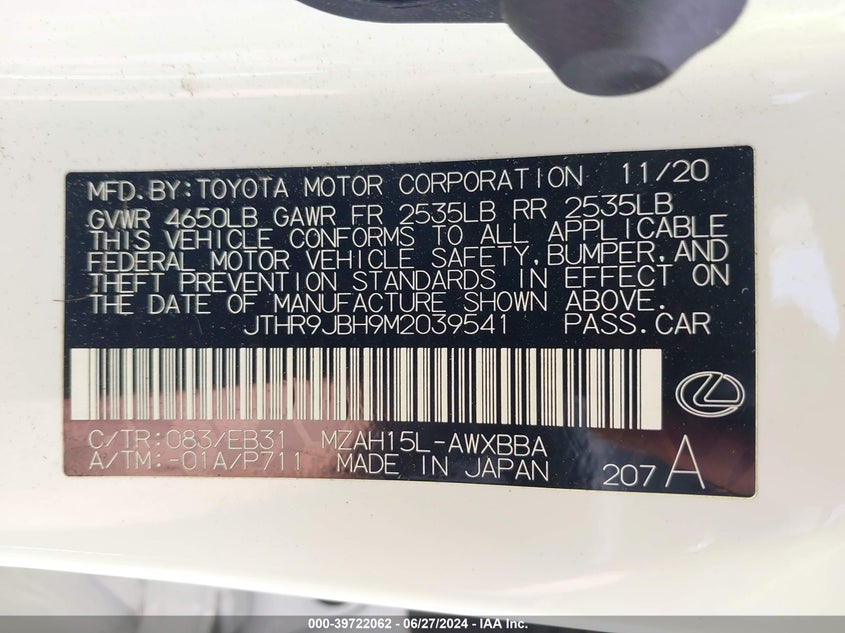 MFD.BY:TOYOTA MOTOR CORPORATION 11/20
GVWR 4650LB GAWR FR 2535LB RR 2535LB
THIS VEHICLE CONFORMS TO ALL APPLICABLE
FEDERAL MOTOR VEHICLE SAFETY,BUMPER,AND
THEFT PREVENTION STANDARDS IN EFFECT ON
THE DATE OF MANUFACTURE SHOWN ABOVE.
JTHR9JBH9M2039541 PASS.CAR
C/TR:083/EB31 MZAH15L-AWXBBA
A/TM:-01A/P711 MADE IN JAPAN 207 A
000-39722062 / 06/27/2024 - IAA Inc.